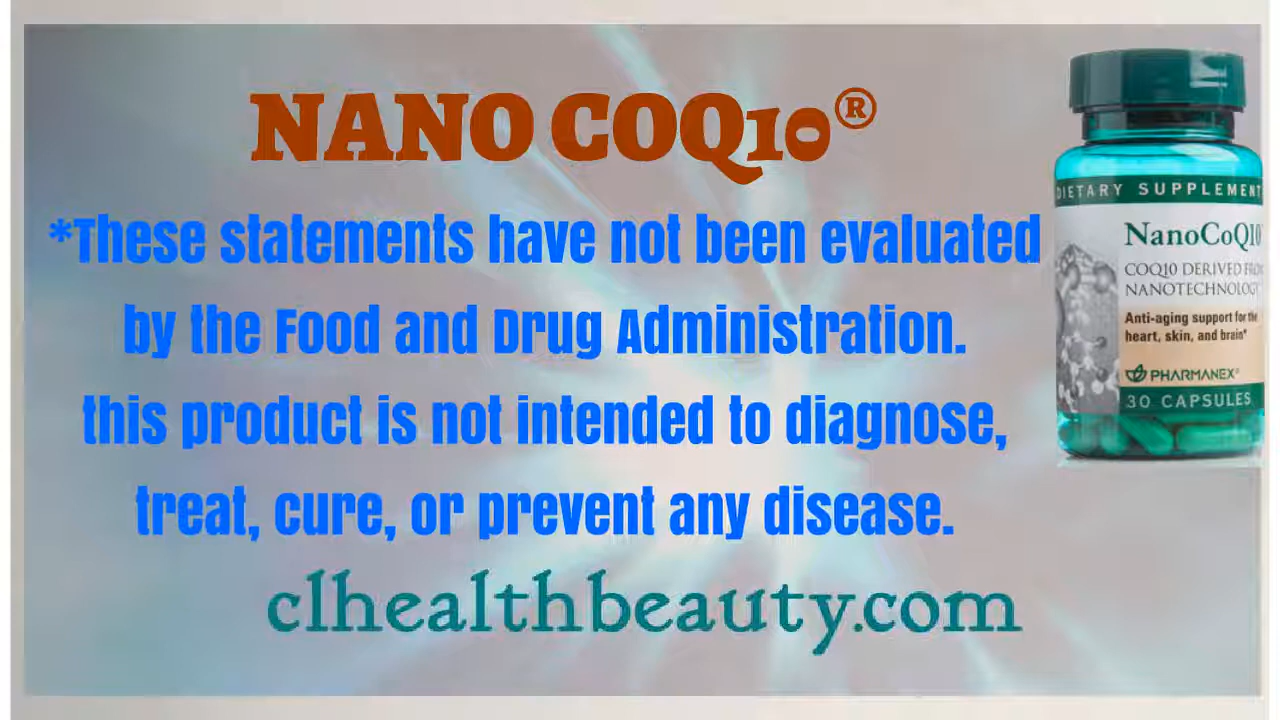 NANO COQ10®
*These statements have not been evaluated
by the Food and Drug Administration.
this product is not intended to diagnose,
treat, cure, or prevent any disease.
clhealthbeauty.com
DIETARY SUPPLEMENT
NanoCoQ10
COQ10 DERIVED FROM
NANOTECHNOLOGY
Anti-aging support for the
heart, skin, and brain*
PHARMANEX®
30 CAPSULES